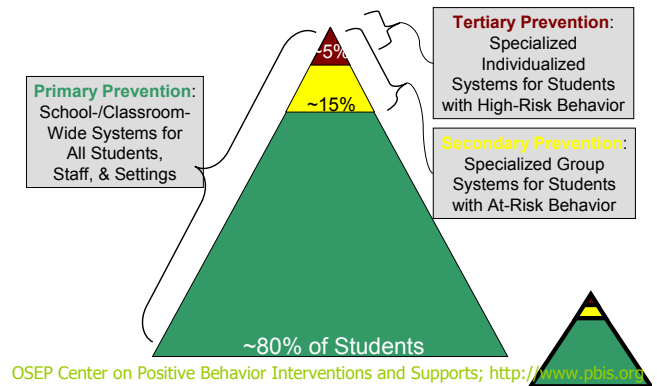 Tertiary Prevention:
Specialized
Individualized
Systems for Students
with High-Risk Behavior
~5%
Primary Prevention:
School-/Classroom-
Wide Systems for
All Students,
Staff, & Settings
~15%
Secondary Prevention:
Specialized Group
Systems for Students
with At-Risk Behavior
~80% of Students
OSEP Center on Positive Behavior Interventions and Supports; http://www.pbis.org